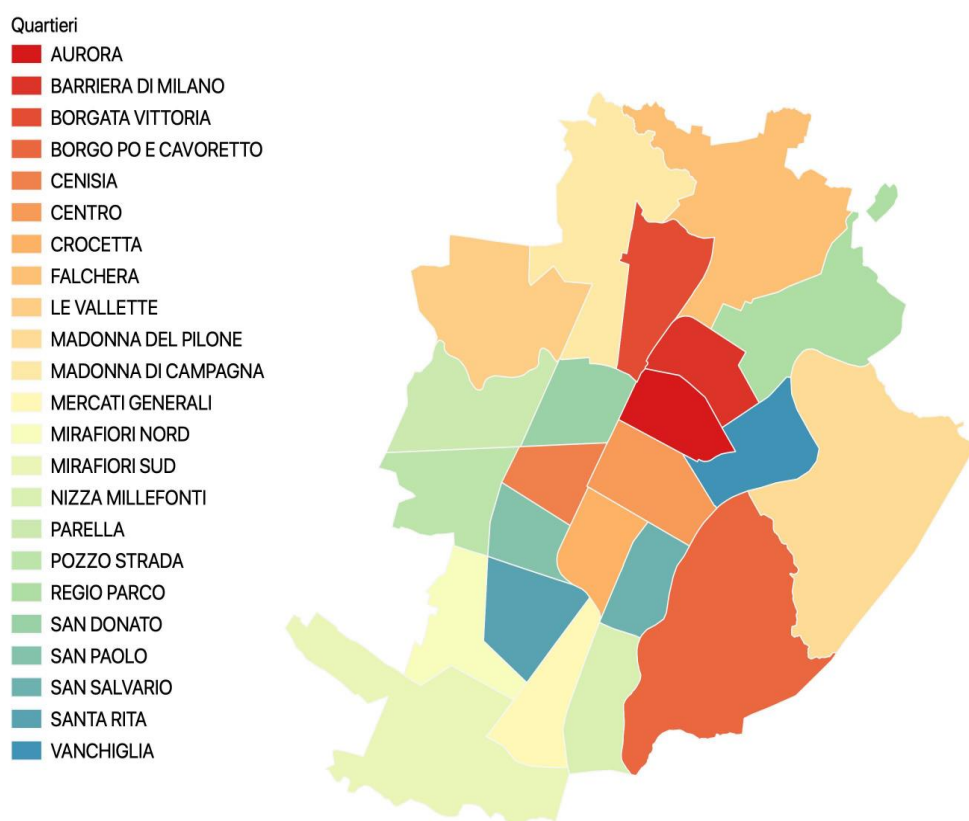 Quartieri
AURORA
BARRIERA DI MILANO
BORGATA VITTORIA
BORGO PO E CAVORETTO
CENISIA
CENTRO
CROCETTA
FALCHERA
LE VALLETTE
MADONNA DEL PILONE
MADONNA DI CAMPAGNA
MERCATI GENERALI
MIRAFIORI NORD
MIRAFIORI SUD
NIZZA MILLEFONTI
PARELLA
POZZO STRADA
REGIO PARCO
SAN DONATO
SAN PAOLO
SAN SALVARIO
SANTA RITA
VANCHIGLIA